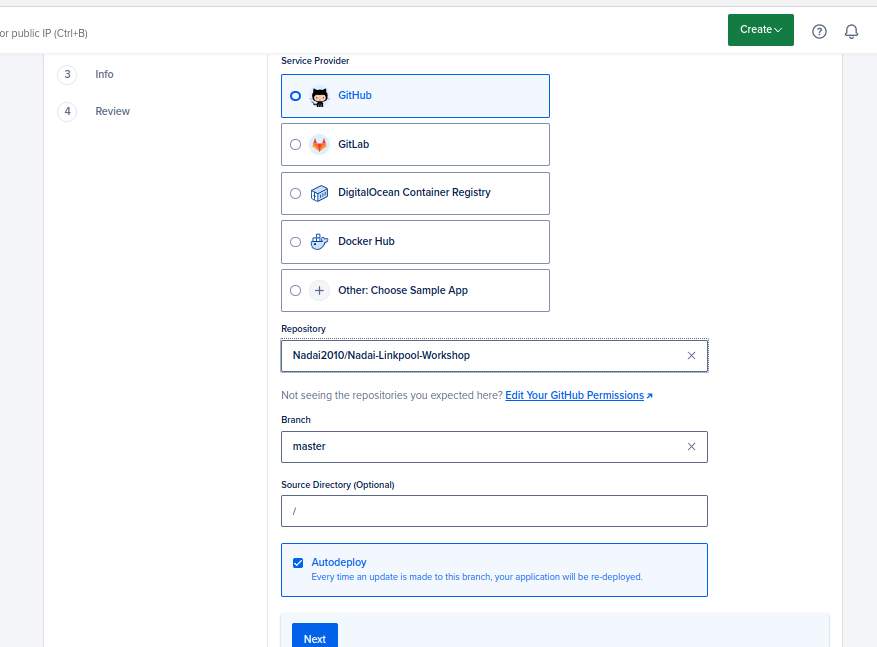 or public IP (Ctrl+B)
Create
?
3 Info
4 Review
Service Provider
GitHub
GitLab
DigitalOcean Container Registry
Docker Hub
Other: Choose Sample App
Repository
Nadai2010/Nadai-Linkpool-Workshop
Not seeing the repositories you expected here? Edit Your GitHub Permissions
Branch
master
Source Directory (Optional)
/
Autodeploy
Every time an update is made to this branch, your application will be re-deployed.
Next